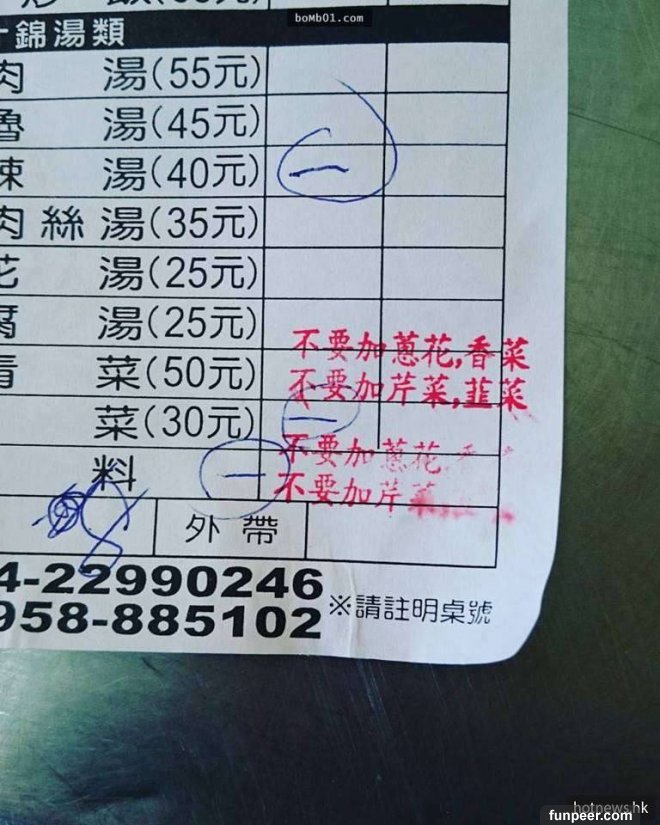 boMb01.com
錦湯類
肉 湯(55元)
魯 湯(45元)
辣 湯(40元)
一
肉絲湯(35元)
花 湯(25元)
腐 湯(25元)
不要加蔥花,香菜
青 菜(50元)
不要加芹菜,韮菜
菜(30元)
一
不要加蔥花,香
料
一
不要加芹菜
外帶
4-22990246
958-885102
※請註明桌號
hotnews.hk
funpeer.com